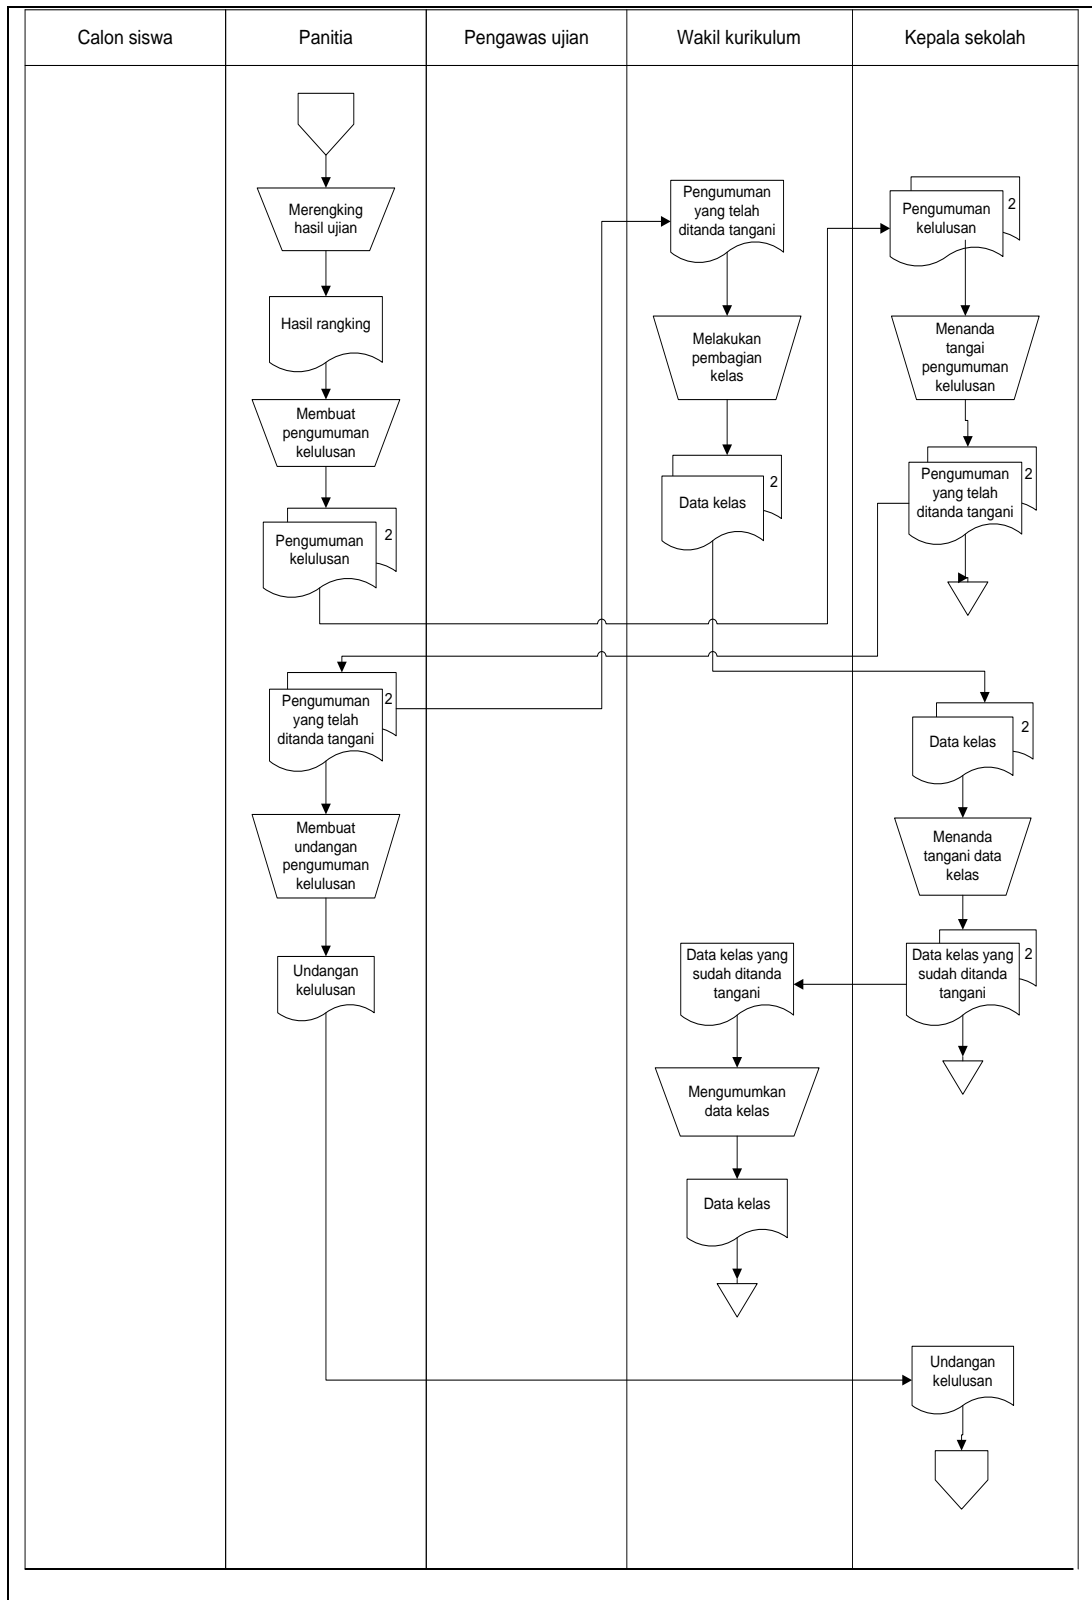 Calon siswa
Panitia
Pengawas ujian
Wakil kurikulum
Kepala sekolah
Merengking
hasil ujian
Hasil rangking
Membuat
pengumuman
kelulusan
Pengumuman
kelulusan
2
Pengumuman
yang telah
ditanda tangani
2
Membuat
undangan
pengumuman
kelulusan
Undangan
kelulusan
Pengumuman
yang telah
ditanda tangani
Melakukan
pembagian
kelas
Data kelas
2
Data kelas yang
sudah ditanda
tangani
Mengumumkan
data kelas
Data kelas
Pengumuman
kelulusan
2
Menanda
tangai
pengumuman
kelulusan
Pengumuman
yang telah
ditanda tangani
2
Data kelas
2
Menanda
tangani data
kelas
Data kelas yang
sudah ditanda
tangani
2
Undangan
kelulusan